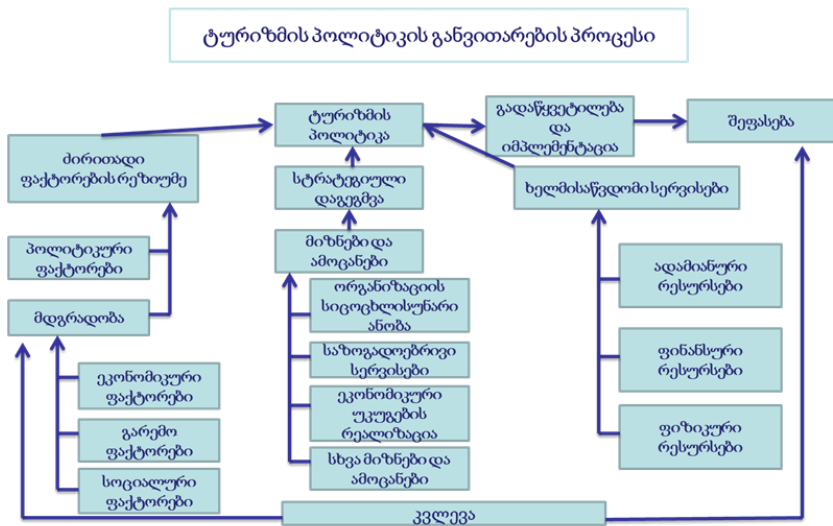 ტურიზმის პოლიტიკის განვითარების პროცესი
ძირითადი
ფაქტორების რეზიუმე
პოლიტიკური
ფაქტორები
მდგრადობა
ეკონომიკური
ფაქტორები
გარემო
ფაქტორები
სოციალური
ფაქტორები
ტურიზმის
პოლიტიკა
სტრატეგიული
დაგეგმვა
მიზნები და
ამოცანები
ორგანიზაციის
სიცოცხლისუნარი
ანობა
საზოგადოებრივი
სერვისები
ეკონომიკური
უკუგების
რეალიზაცია
სხვა მიზნები და
ამოცანები
გადაწყვეტილება
და
იმპლემენტაცია
შეფასება
ხელმისაწვდომი სერვისები
ადამიანური
რესურსები
ფინანსური
რესურსები
ფიზიკური
რესურსები
კვლევა